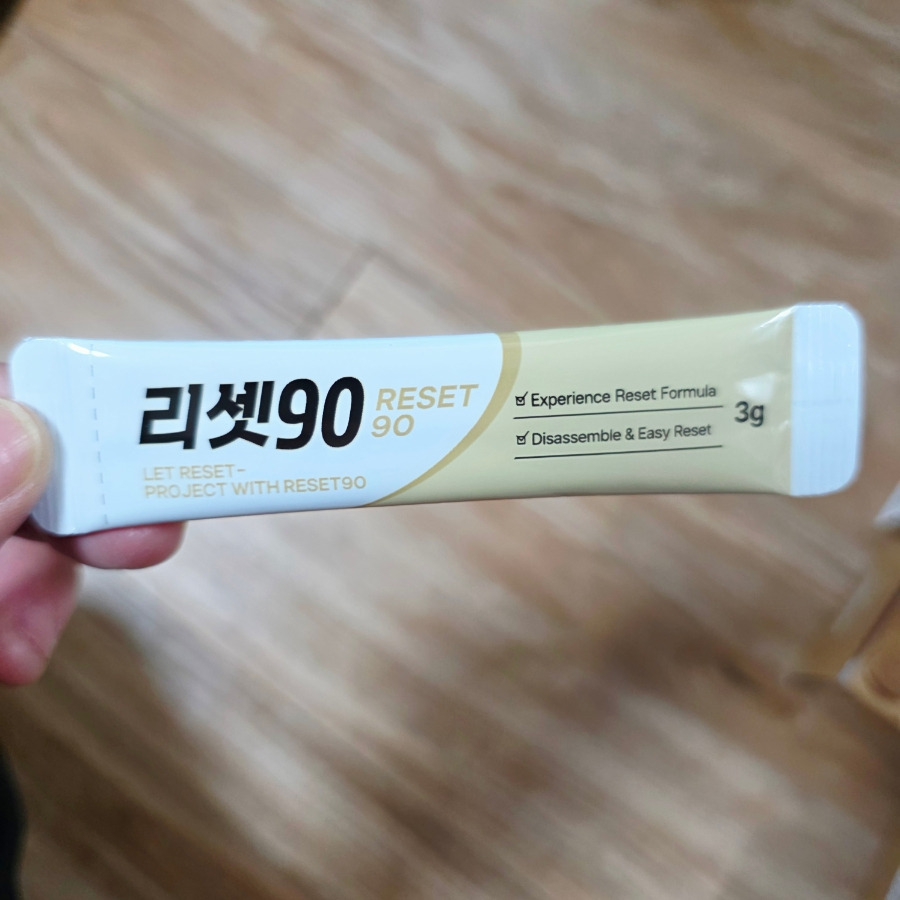 리셋90
RESET
90
LET RESET-
PROJECT WITH RESET90
Experience Reset Formula
Disassemble & Easy Reset
3g